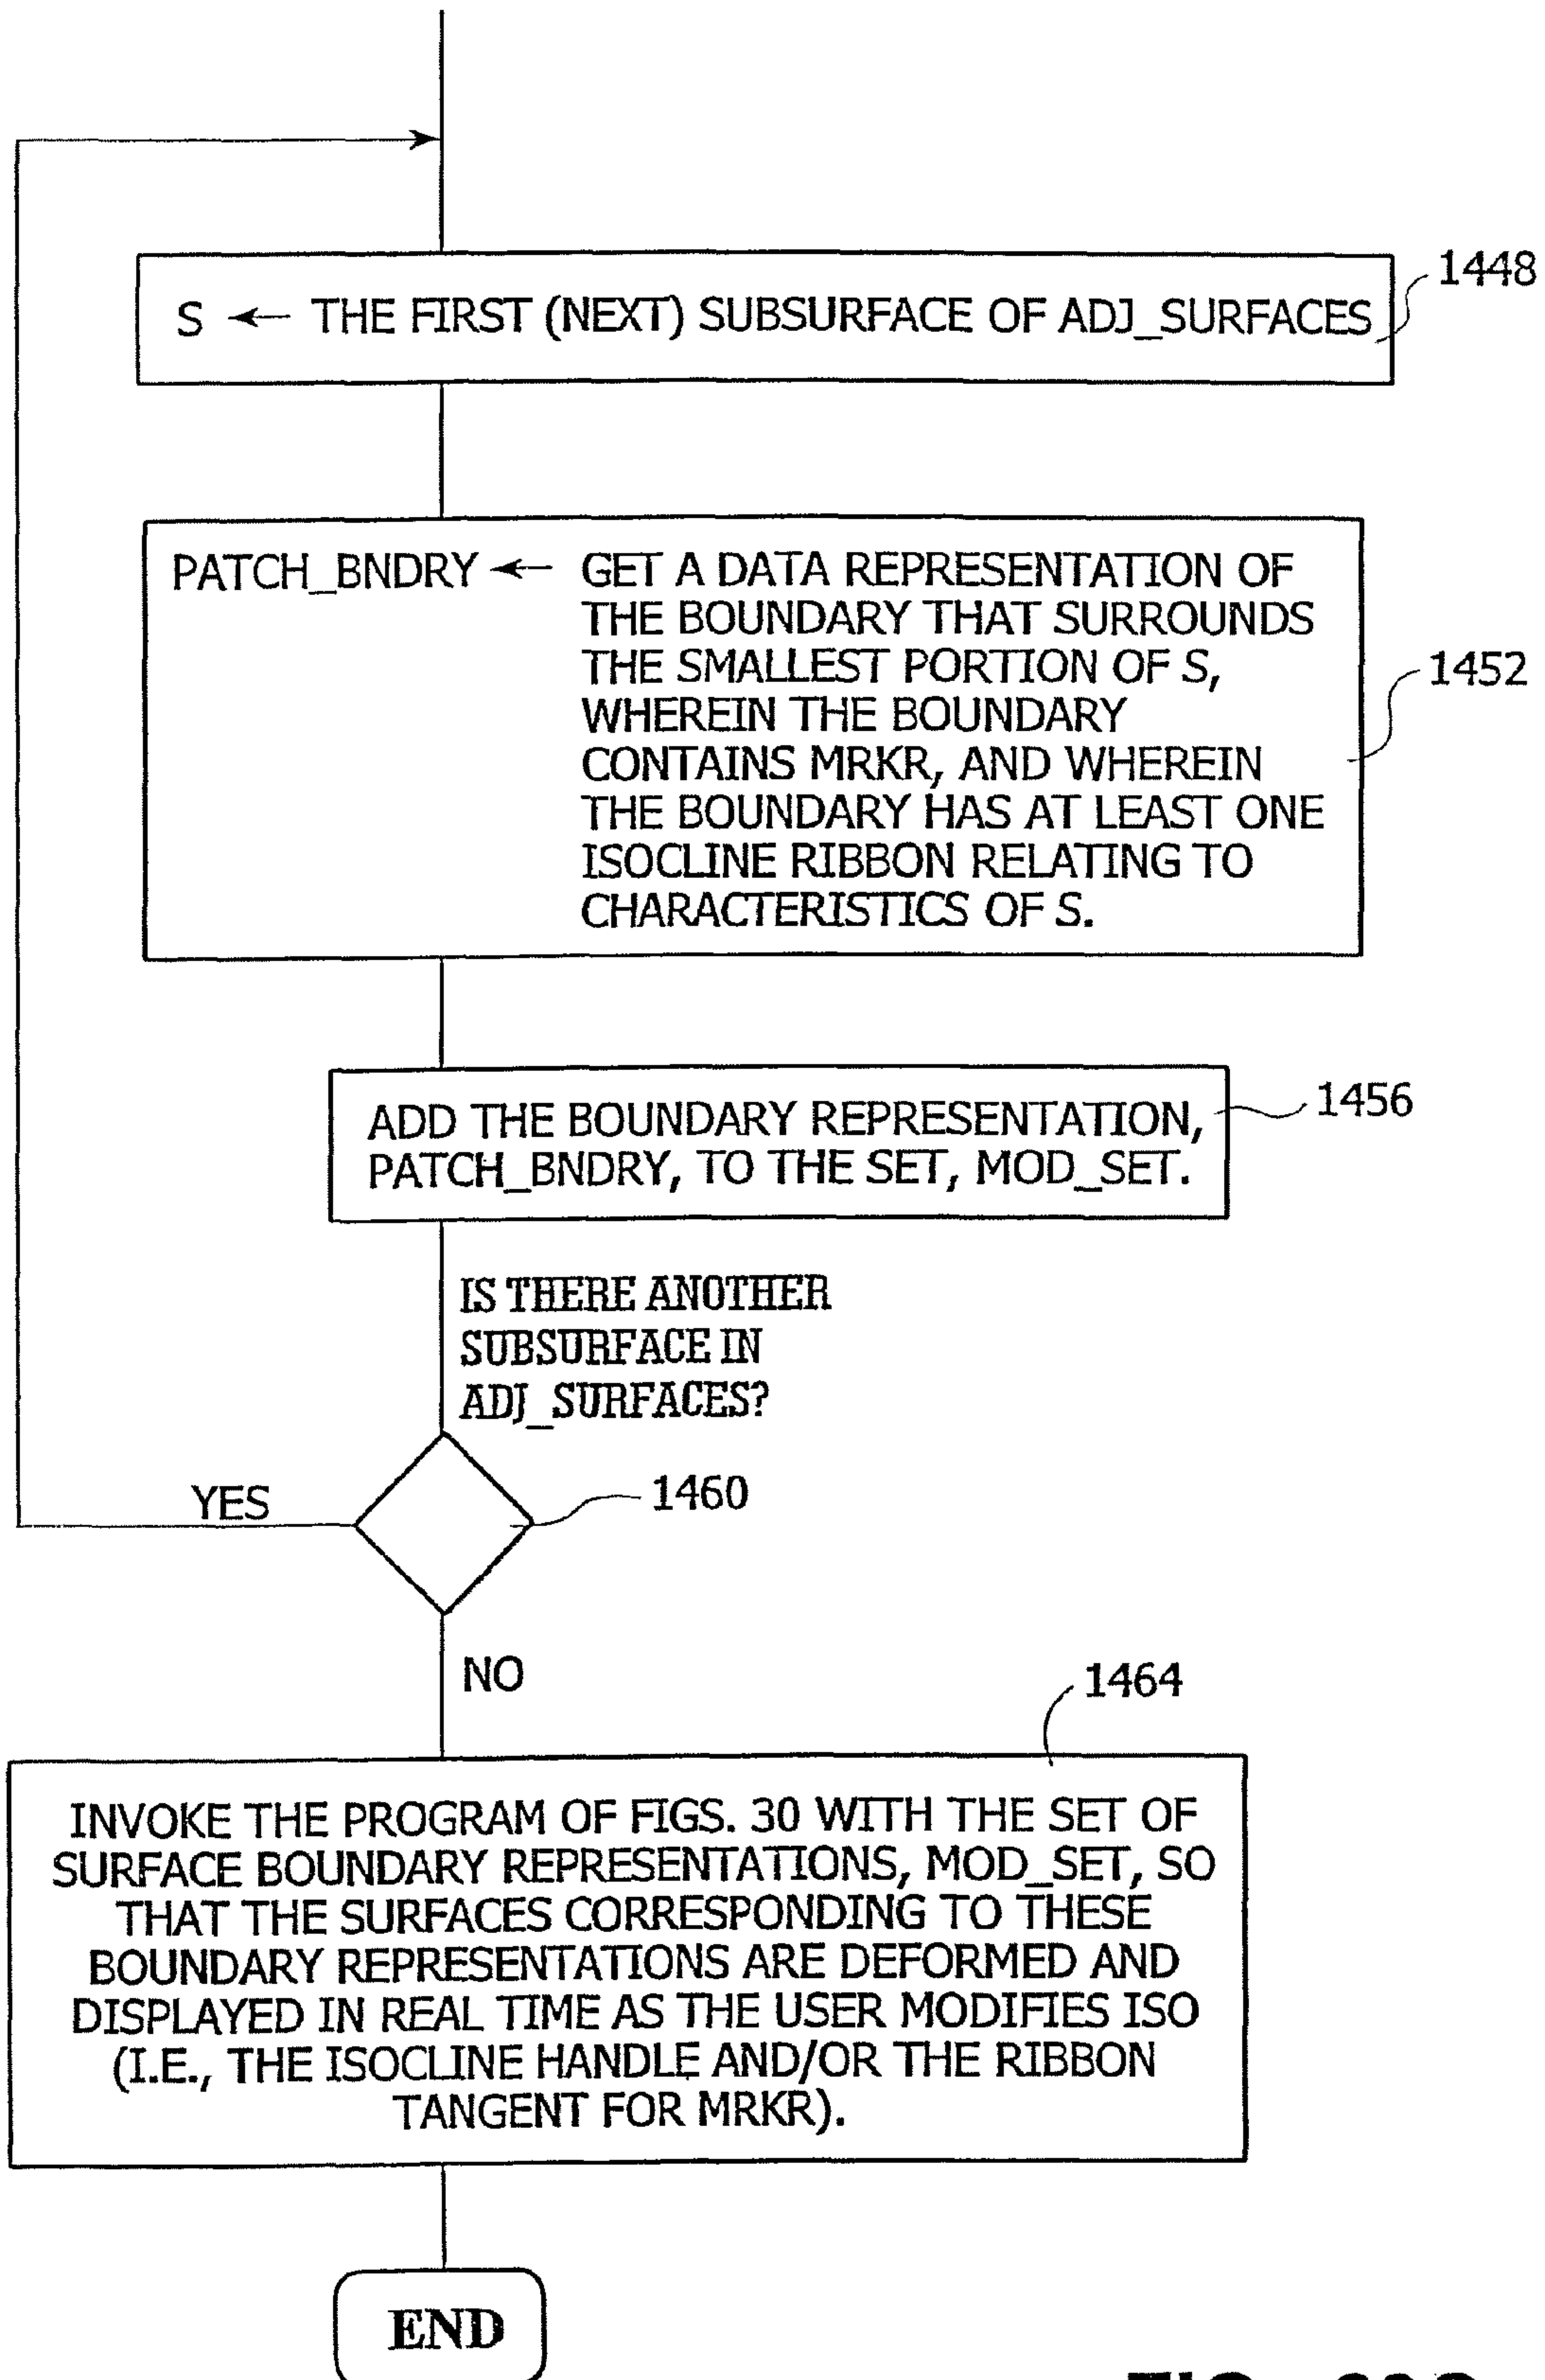 1448
S ← THE FIRST (NEXT) SUBSURFACE OF ADJ_SURFACES
PATCH_BNDRY ← GET A DATA REPRESENTATION OF
THE BOUNDARY THAT SURROUNDS
THE SMALLEST PORTION OF S,
1452
WHEREIN THE BOUNDARY
CONTAINS MRKR, AND WHEREIN
THE BOUNDARY HAS AT LEAST ONE
ISOCLINE RIBBON RELATING TO
CHARACTERISTICS OF S.
1456
ADD THE BOUNDARY REPRESENTATION,
PATCH_BNDRY, TO THE SET, MOD_SET.
IS THERE ANOTHER
SUBSURFACE IN
ADJ_SURFACES?
YES
1460
NO
1464
INVOKE THE PROGRAM OF FIGS. 30 WITH THE SET OF
SURFACE BOUNDARY REPRESENTATIONS, MOD_SET, SO
THAT THE SURFACES CORRESPONDING TO THESE
BOUNDARY REPRESENTATIONS ARE DEFORMED AND
DISPLAYED IN REAL TIME AS THE USER MODIFIES ISO
(I.E., THE ISOCLINE HANDLE AND/OR THE RIBBON
TANGENT FOR MRKR).
END